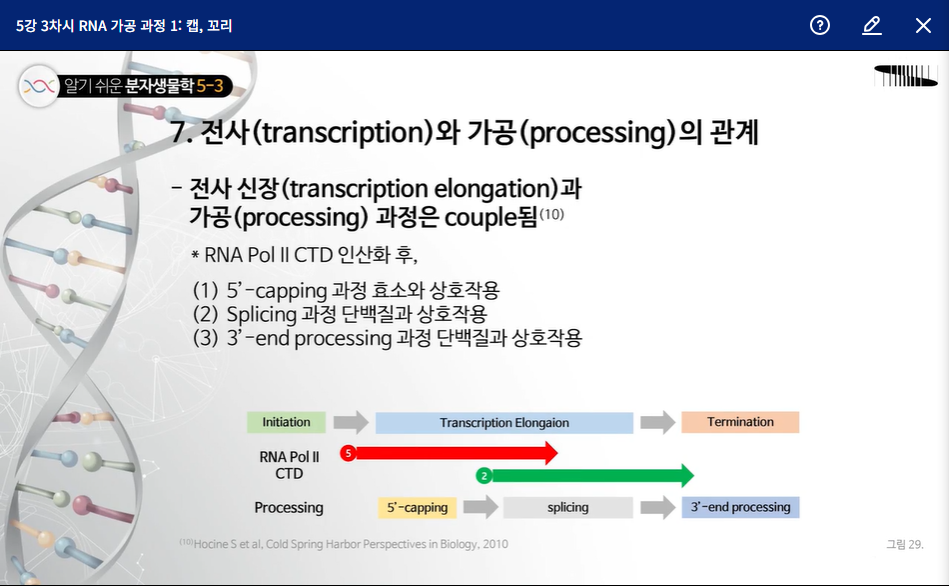 5강 3차시 RNA 가공 과정 1: 캡, 꼬리
알기 쉬운 분자생물학 5-3
7. 전사(transcription)와 가공(processing)의 관계
- 전사 신장(transcription elongation)과
가공(processing) 과정은 couple됨(10)
* RNA Pol II CTD 인산화 후,
(1) 5’-capping 과정 효소와 상호작용
(2) Splicing 과정 단백질과 상호작용
(3) 3’-end processing 과정 단백질과 상호작용
Initiation Transcription Elongaion Termination
RNA Pol II
CTD
5
2
Processing 5’-capping splicing 3’-end processing
(10)Hocine S et al, Cold Spring Harbor Perspectives in Biology, 2010
그림 29.